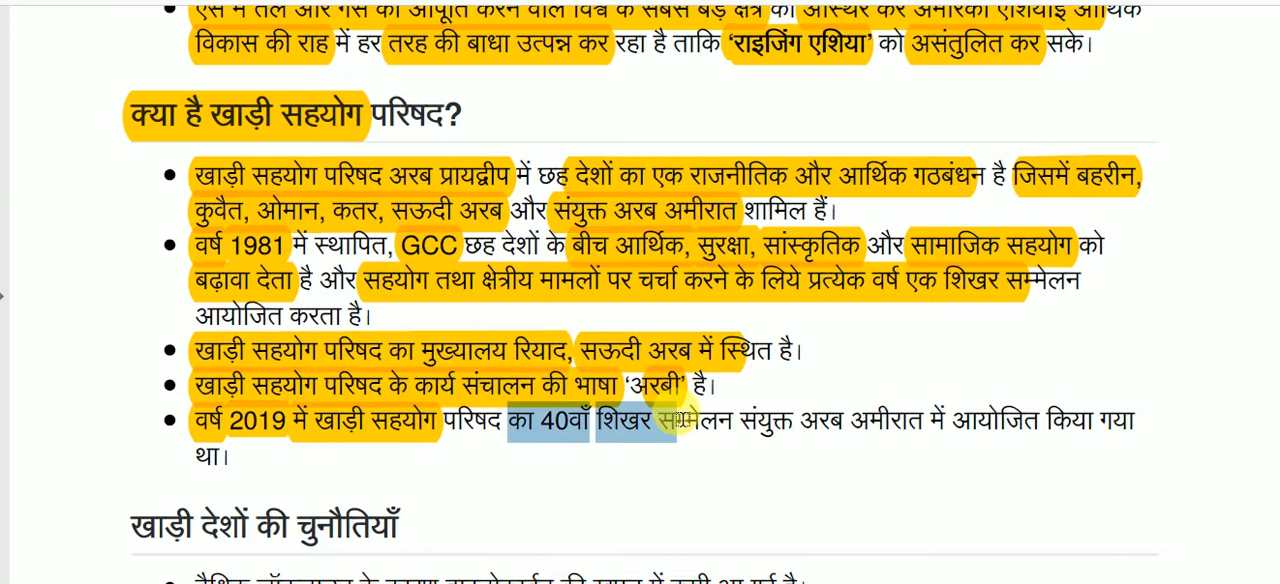 विकास की राह में हर तरह की बाधा उत्पन्न कर रहा है ताकि ‘राइजिंग एशिया’ को असंतुलित कर सके।
क्या है खाड़ी सहयोग परिषद?
● खाड़ी सहयोग परिषद अरब प्रायद्वीप में छह देशों का एक राजनीतिक और आर्थिक गठबंधन है जिसमें बहरीन,
कुवैत, ओमान, कतर, सऊदी अरब और संयुक्त अरब अमीरात शामिल हैं।
● वर्ष 1981 में स्थापित, GCC छह देशों के बीच आर्थिक, सुरक्षा, सांस्कृतिक और सामाजिक सहयोग को
बढ़ावा देता है और सहयोग तथा क्षेत्रीय मामलों पर चर्चा करने के लिये प्रत्येक वर्ष एक शिखर सम्मेलन
आयोजित करता है।
● खाड़ी सहयोग परिषद का मुख्यालय रियाद, सऊदी अरब में स्थित है।
● खाड़ी सहयोग परिषद के कार्य संचालन की भाषा ‘अरबी’ है।
● वर्ष 2019 में खाड़ी सहयोग परिषद का 40वाँ शिखर सम्मेलन संयुक्त अरब अमीरात में आयोजित किया गया
था।
खाड़ी देशों की चुनौतियाँ